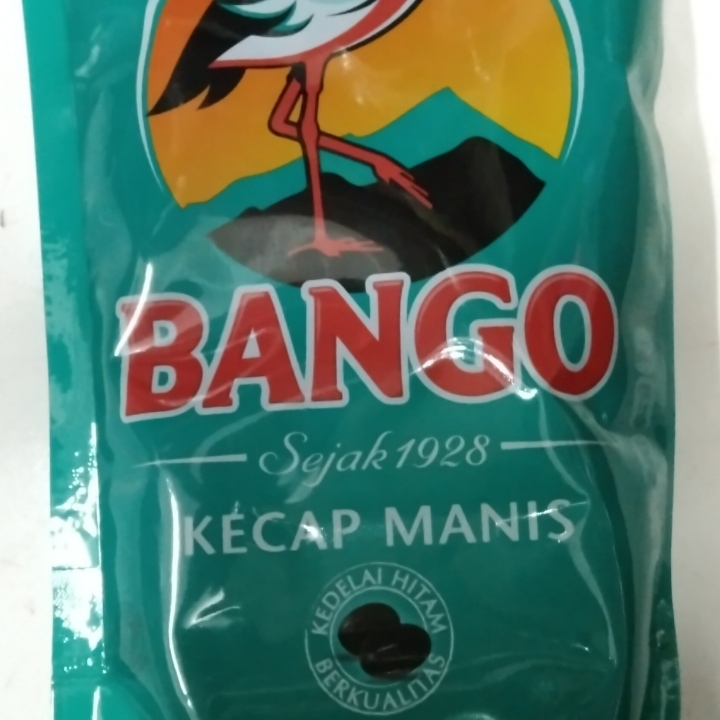 BANGO
Sejak 1928
KECAP MANIS
KEDELAI HITAM
BERKUALITAS